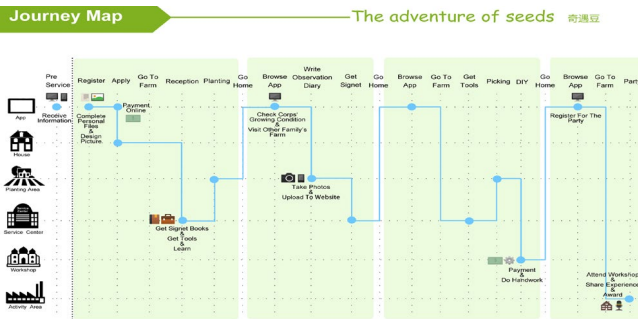 Journey Map
The adventure of seeds 奇遇豆
Pre
Service
Register
Apply
Go To
Farm
Reception
Planting
Go
Home
Browse
App
Write
Observation
Diary
Get
Signet
Go
Home
Browse
App
Go To
Farm
Get
Tools
Picking
DIY
Go
Home
Browse
App
Go To
Farm
Party
App
House
Planting Area
Service Center
Workshop
Activity Area
Receive
Information
Complete
Personal
Files
&
Design
Picture
Payment
Online
Get Signet Books
&
Get Tools
&
Learn
Check Corps'
Growing Condition
&
Visit Other Family's
Farm
Take Photos
&
Upload To Website
Payment
&
Do Handwork
Register For The
Party
Attend Workshop
&
Share Experience
&
Award